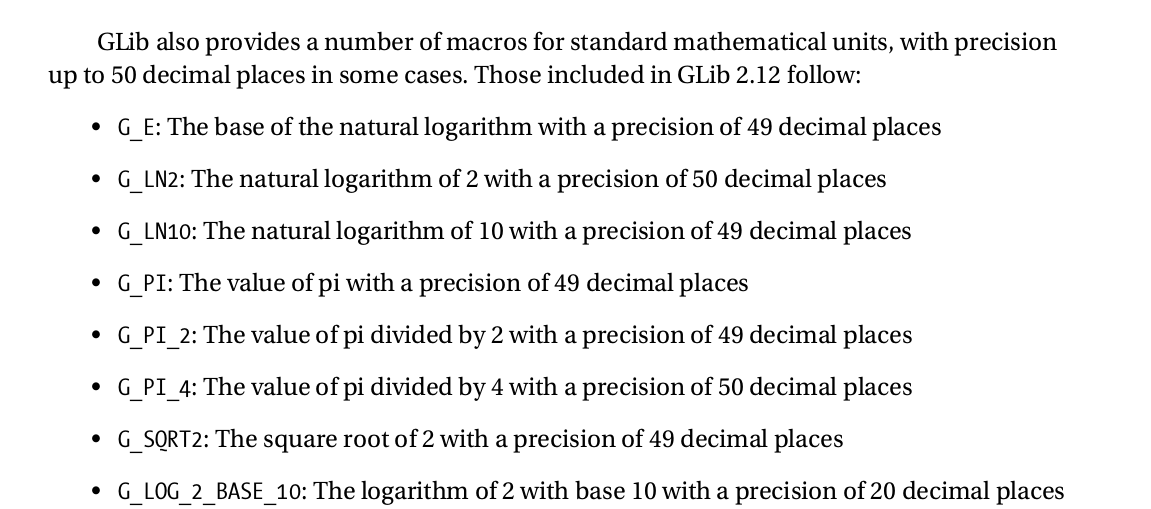 GLib also provides a number of macros for standard mathematical units, with precision
up to 50 decimal places in some cases. Those included in GLib 2.12 follow:
• G_E: The base of the natural logarithm with a precision of 49 decimal places
• G_LN2: The natural logarithm of 2 with a precision of 50 decimal places
• G_LN10: The natural logarithm of 10 with a precision of 49 decimal places
• G_PI: The value of pi with a precision of 49 decimal places
• G_PI_2: The value of pi divided by 2 with a precision of 49 decimal places
• G_PI_4: The value of pi divided by 4 with a precision of 50 decimal places
• G_SQRT2: The square root of 2 with a precision of 49 decimal places
• G_LOG_2_BASE_10: The logarithm of 2 with base 10 with a precision of 20 decimal places